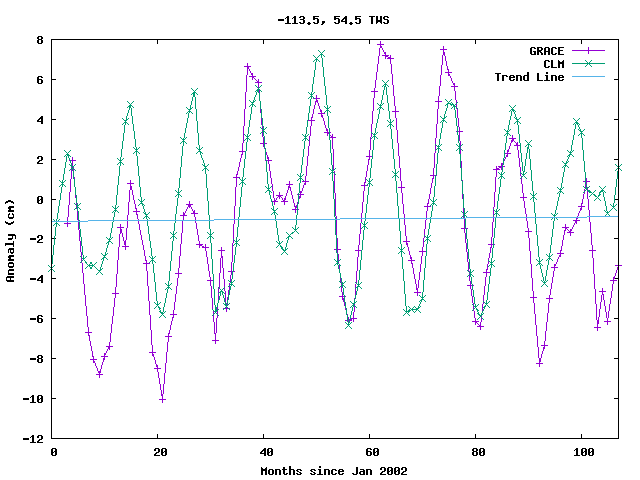 -113.5, 54.5 TWS
GRACE
CLM
Trend Line
8
6
4
2
0
-2
-4
-6
-8
-10
-12
Anomaly (cm)
0 20 40 60 80 100
Months since Jan 2002